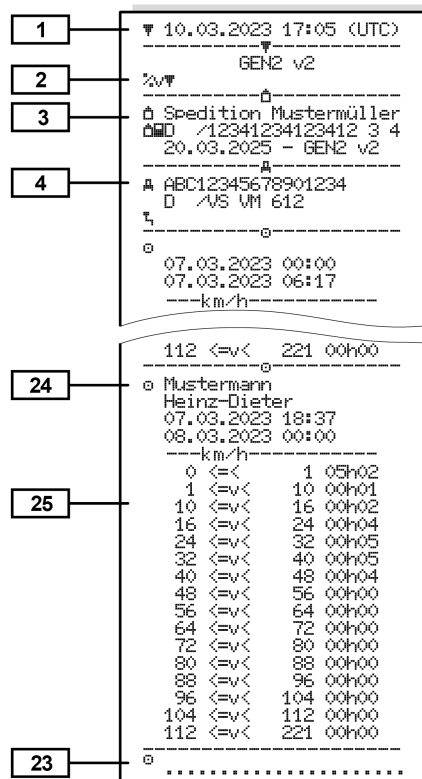 1
▼ 10.03.2023 17:05 (UTC)
GEN2 v2
2
%v▼
3
Spedition Mustermüller
D /12341234123412 3 4
20.03.2025 - GEN2 v2
4
ABC12345678901234
D /VS VM 612
07.03.2023 00:00
07.03.2023 06:17
---km/h-----------
112 <=v< 221 00h00
24
Mustermann
Heinz-Dieter
07.03.2023 18:37
08.03.2023 00:00
---km/h-----------
25
0 <=< 1 05h02
1 <=v< 10 00h01
10 <=v< 16 00h02
16 <=v< 24 00h04
24 <=v< 32 00h05
32 <=v< 40 00h05
40 <=v< 48 00h04
48 <=v< 56 00h00
56 <=v< 64 00h00
64 <=v< 72 00h00
72 <=v< 80 00h00
80 <=v< 88 00h00
88 <=v< 96 00h00
96 <=v< 104 00h00
104 <=v< 112 00h00
112 <=v< 221 00h00
23